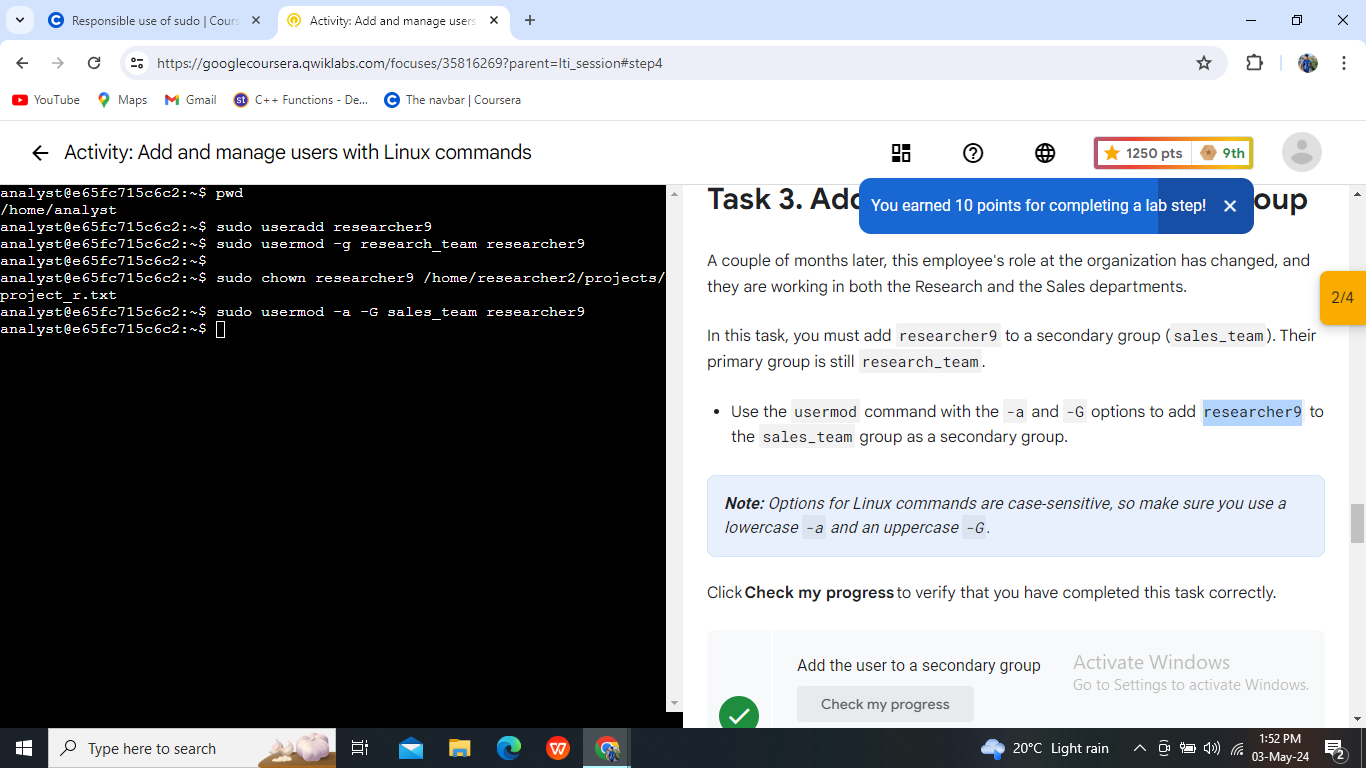 Responsible use of sudo | Cours
Activity: Add and manage users
https://googlecoursera.qwiklabs.com/focuses/35816269?parent=lti_session#step4
YouTube
Maps
Gmail
st
C++ Functions - De...
The navbar | Coursera
Activity: Add and manage users with Linux commands
1250 pts
9th
analyst@e65fc715c6c2:~$ pwd
/home/analyst
analyst@e65fc715c6c2:~$ sudo useradd researcher9
analyst@e65fc715c6c2:~$ sudo usermod -g research_team researcher9
analyst@e65fc715c6c2:~$
analyst@e65fc715c6c2:~$ sudo chown researcher9 /home/researcher2/projects/
project_r.txt
analyst@e65fc715c6c2:~$ sudo usermod -a -G sales_team researcher9
analyst@e65fc715c6c2:~$
Task 3. Add
oup
You earned 10 points for completing a lab step!
A couple of months later, this employee's role at the organization has changed, and
they are working in both the Research and the Sales departments.
2/4
In this task, you must add researcher9 to a secondary group (sales_team). Their
primary group is still research_team.
• Use the usermod command with the -a and -G options to add researcher9 to
the sales_team group as a secondary group.
Note: Options for Linux commands are case-sensitive, so make sure you use a
lowercase -a and an uppercase -G.
Click Check my progress to verify that you have completed this task correctly.
Add the user to a secondary group
Check my progress
Activate Windows
Go to Settings to activate Windows.
Type here to search
20°C Light rain
1:52 PM
03-May-24
2